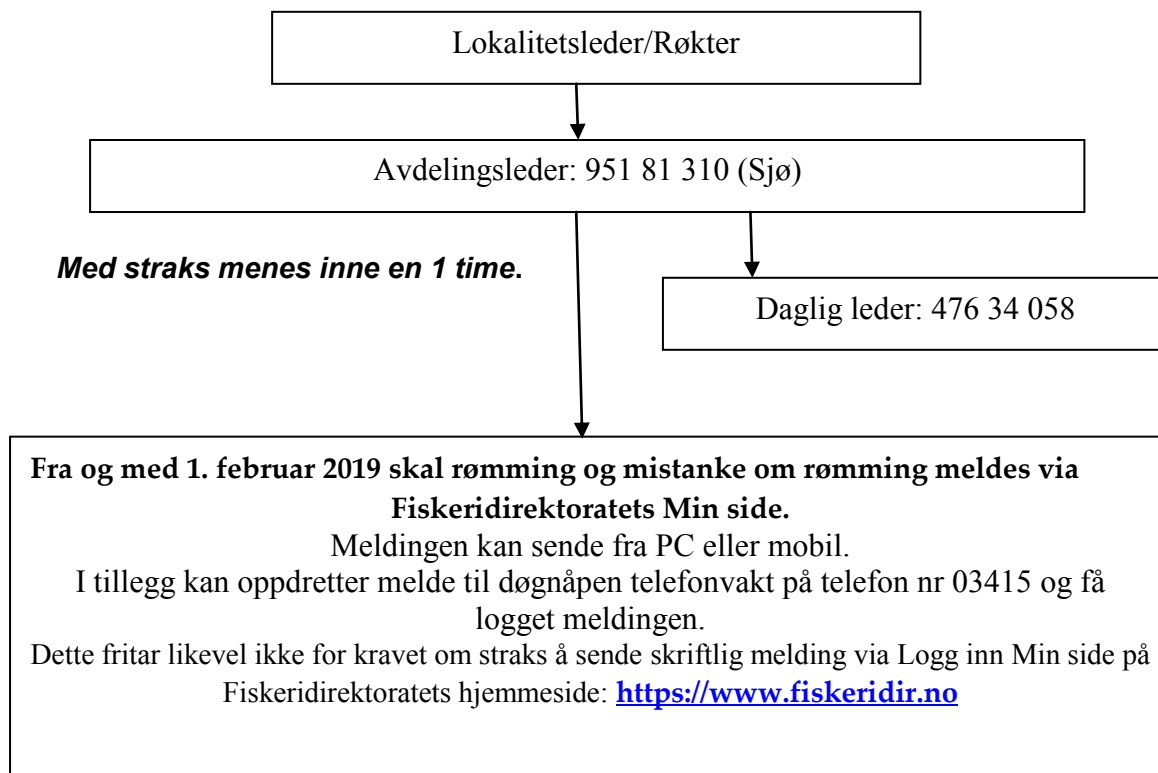 Lokalitetsleder/Røkter
Avdelingsleder: 951 81 310 (Sjø)
Med straks menes inne en 1 time.
Daglig leder: 476 34 058
Fra og med 1. februar 2019 skal rømming og mistanke om rømming meldes via
Fiskeridirektoratets Min side.
Meldingen kan sende fra PC eller mobil.
I tillegg kan oppdretter melde til døgnåpen telefonvakt på telefon nr 03415 og få
logget meldingen.
Dette fritar likevel ikke for kravet om straks å sende skriftlig melding via Logg inn Min side på
Fiskeridirektoratets hjemmeside: https://www.fiskeridir.no